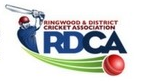 RINGWOOD & DISTRICT
CRICKET ASSOCIATION
RDCA